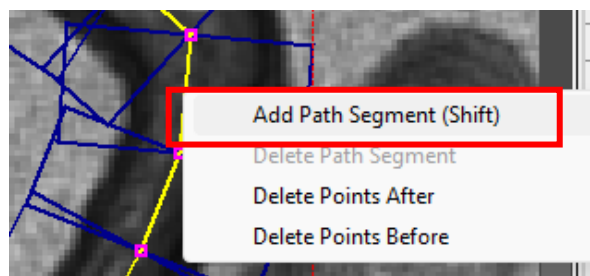 Add Path Segment (Shift)
Delete Path Segment
Delete Points After
Delete Points Before